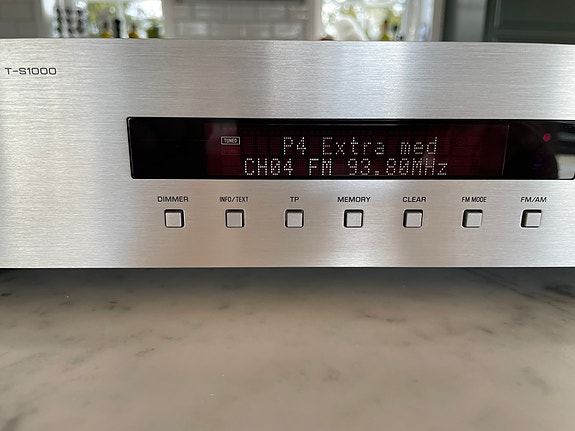 T-S1000
TUNED
P4 Extra med
CH04 FM 93.80MHz
DIMMER INFO/TEXT TP MEMORY CLEAR FM MODE FM/AM